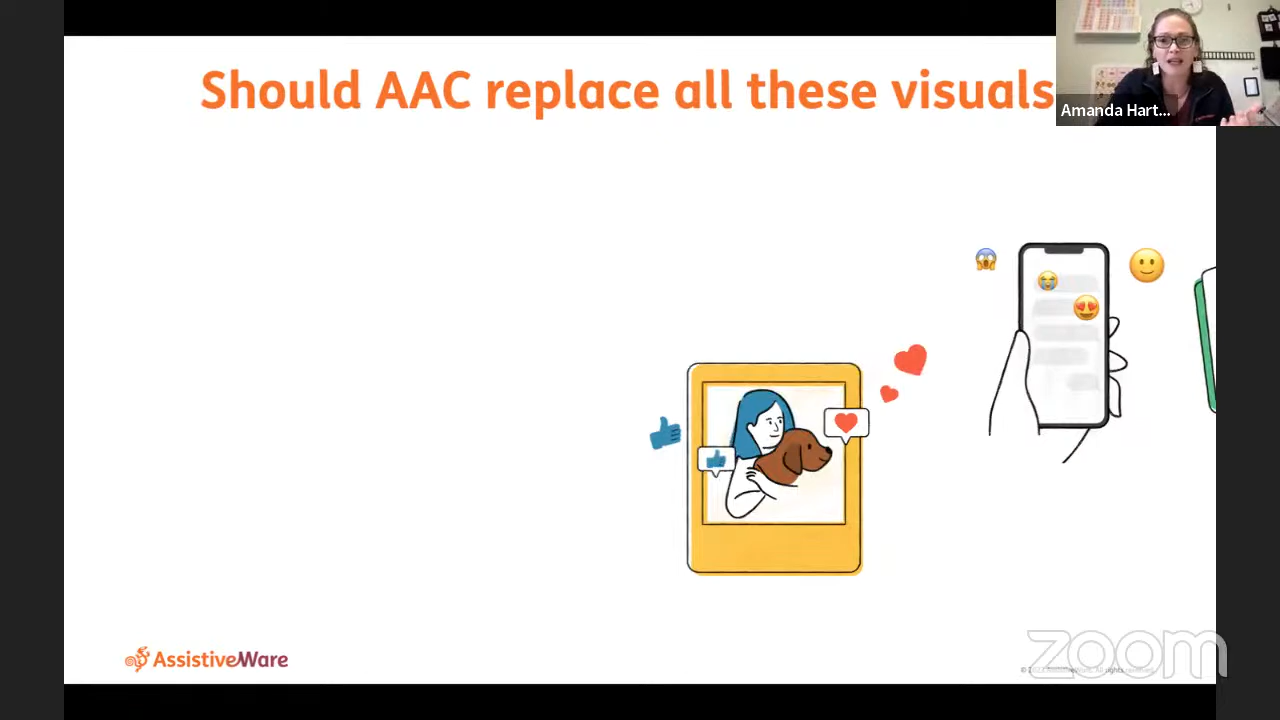 Should AAC replace all these visuals
Amanda Hart...
AssistiveWare
zoom